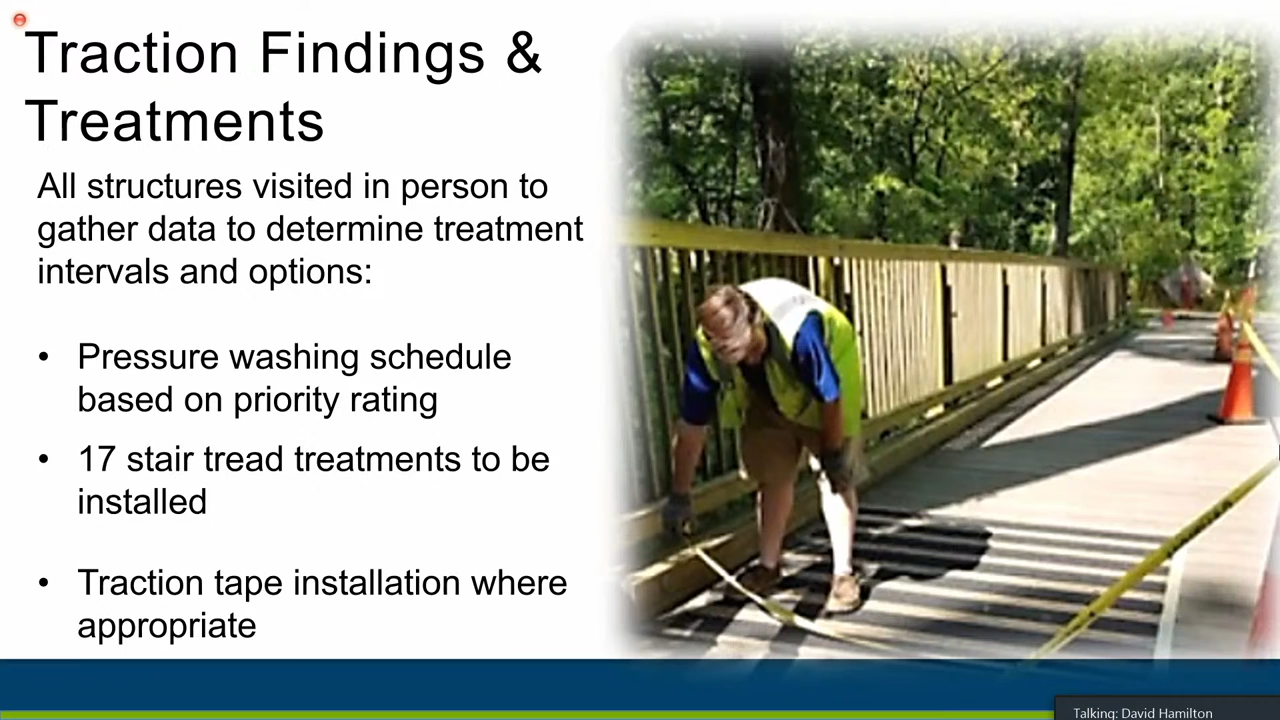 Traction Findings &
Treatments
All structures visited in person to
gather data to determine treatment
intervals and options:
• Pressure washing schedule
based on priority rating
• 17 stair tread treatments to be
installed
• Traction tape installation where
appropriate
Talking: David Hamilton